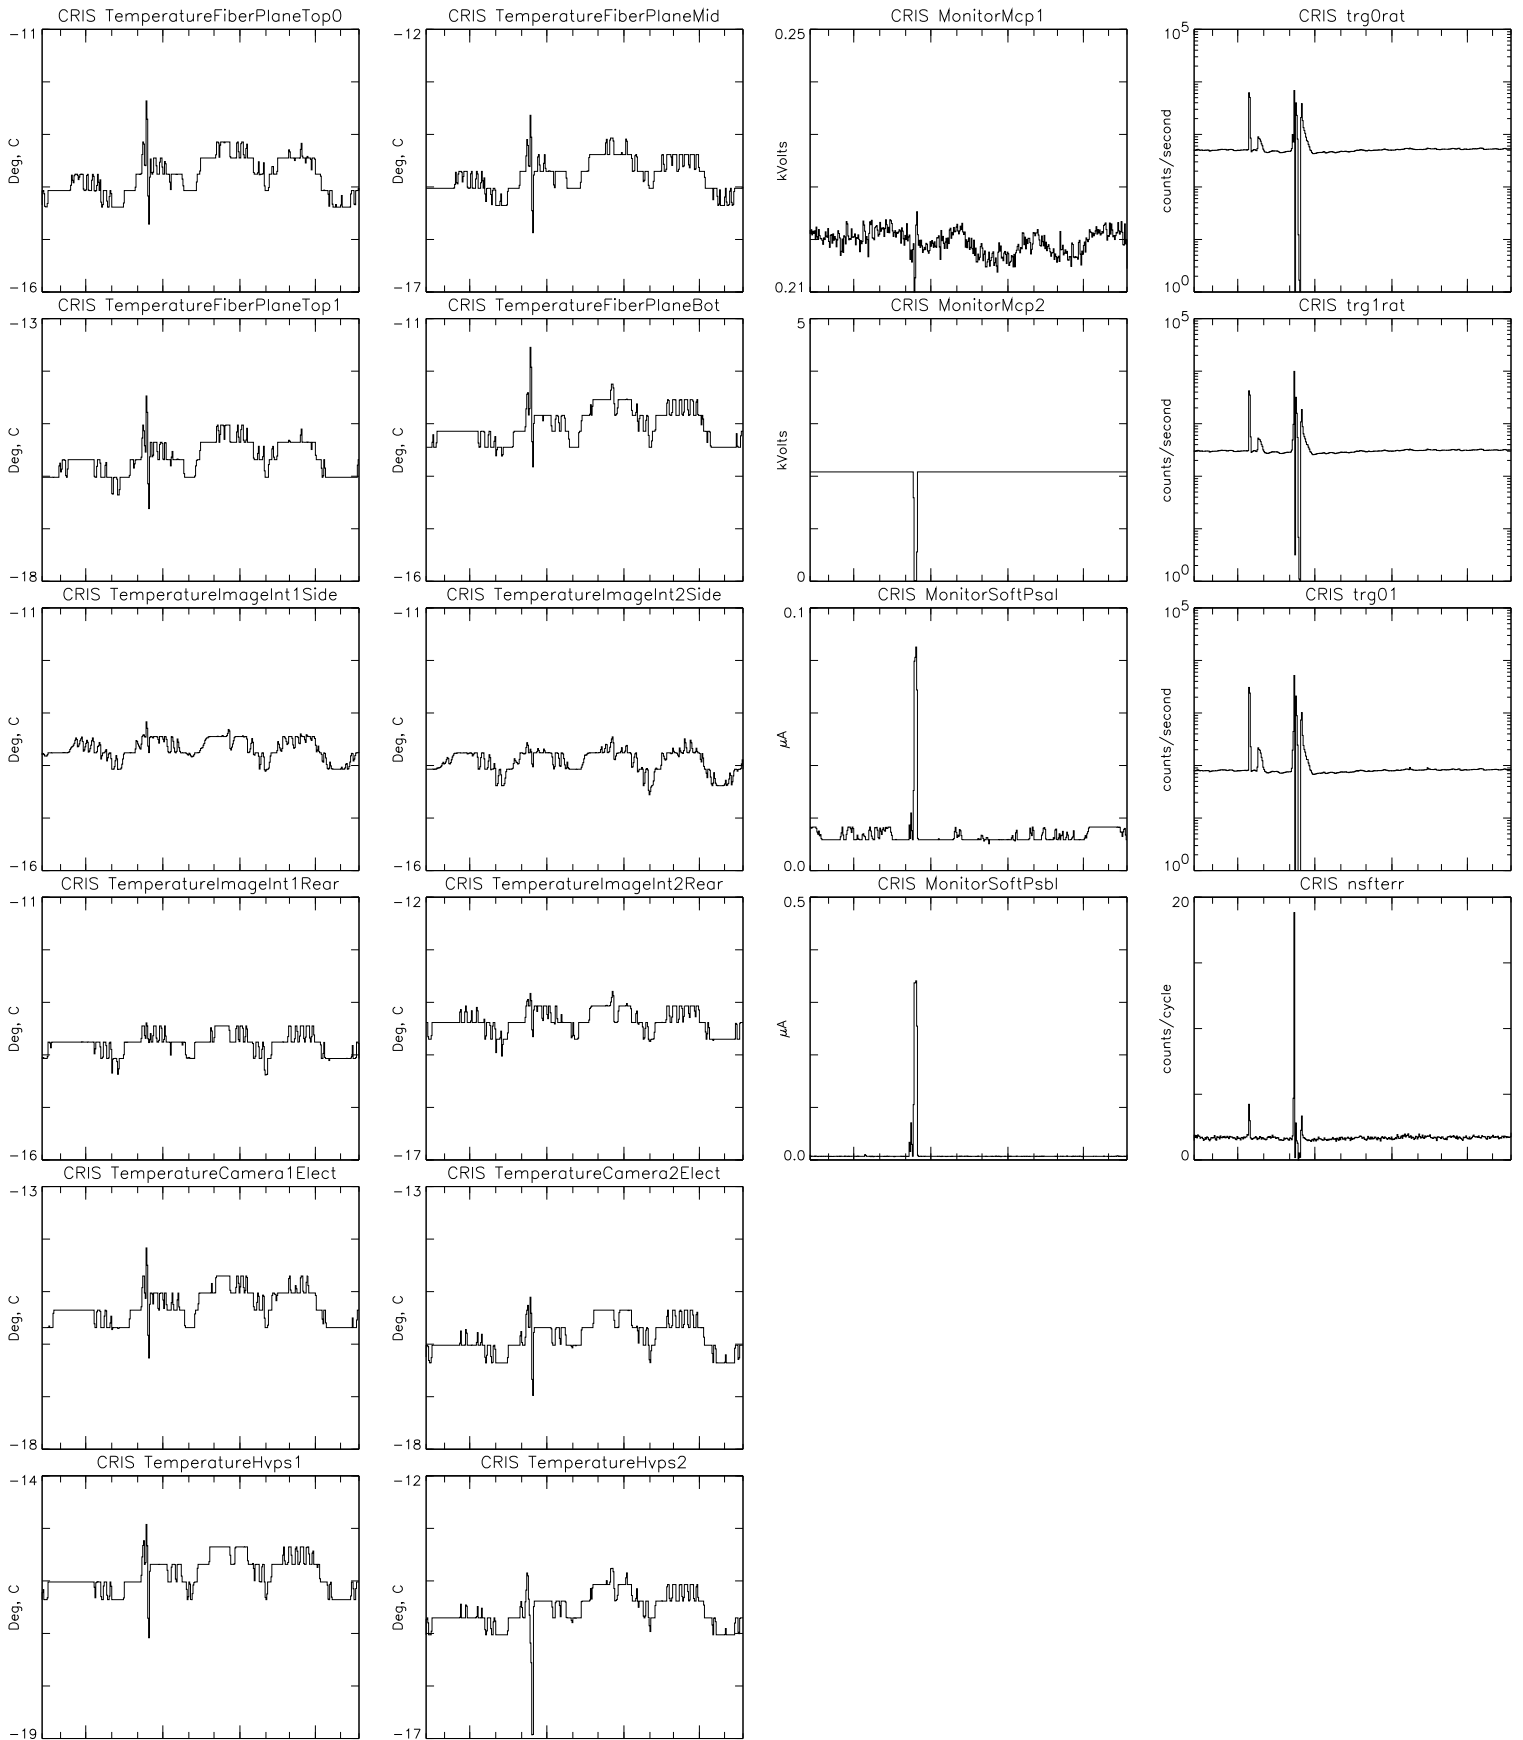 CRIS TemperatureFiberPlaneTop0
CRIS TemperatureFiberPlaneMid
CRIS MonitorMcp1
CRIS trg0rat
-11
Deg, C
-16
-12
Deg, C
-17
0.25
kVolts
0.21
10^5
counts/second
10^0
CRIS TemperatureFiberPlaneTop1
CRIS TemperatureFiberPlaneBot
CRIS MonitorMcp2
CRIS trg1rat
-13
Deg, C
-18
-11
Deg, C
-16
5
kVolts
0
10^5
counts/second
10^0
CRIS TemperatureImageInt1Side
CRIS TemperatureImageInt2Side
CRIS MonitorSoftPsaI
CRIS trg01
-11
Deg, C
-16
-11
Deg, C
-16
0.1
μA
0.0
10^5
counts/second
10^0
CRIS TemperatureImageInt1Rear
CRIS TemperatureImageInt2Rear
CRIS MonitorSoftPsbI
CRIS nsfterr
-11
Deg, C
-16
-12
Deg, C
-17
0.5
μA
0.0
20
counts/cycle
0
CRIS TemperatureCamera1Elect
CRIS TemperatureCamera2Elect
-13
Deg, C
-18
-13
Deg, C
-18
CRIS TemperatureHvps1
CRIS TemperatureHvps2
-14
Deg, C
-19
-12
Deg, C
-17